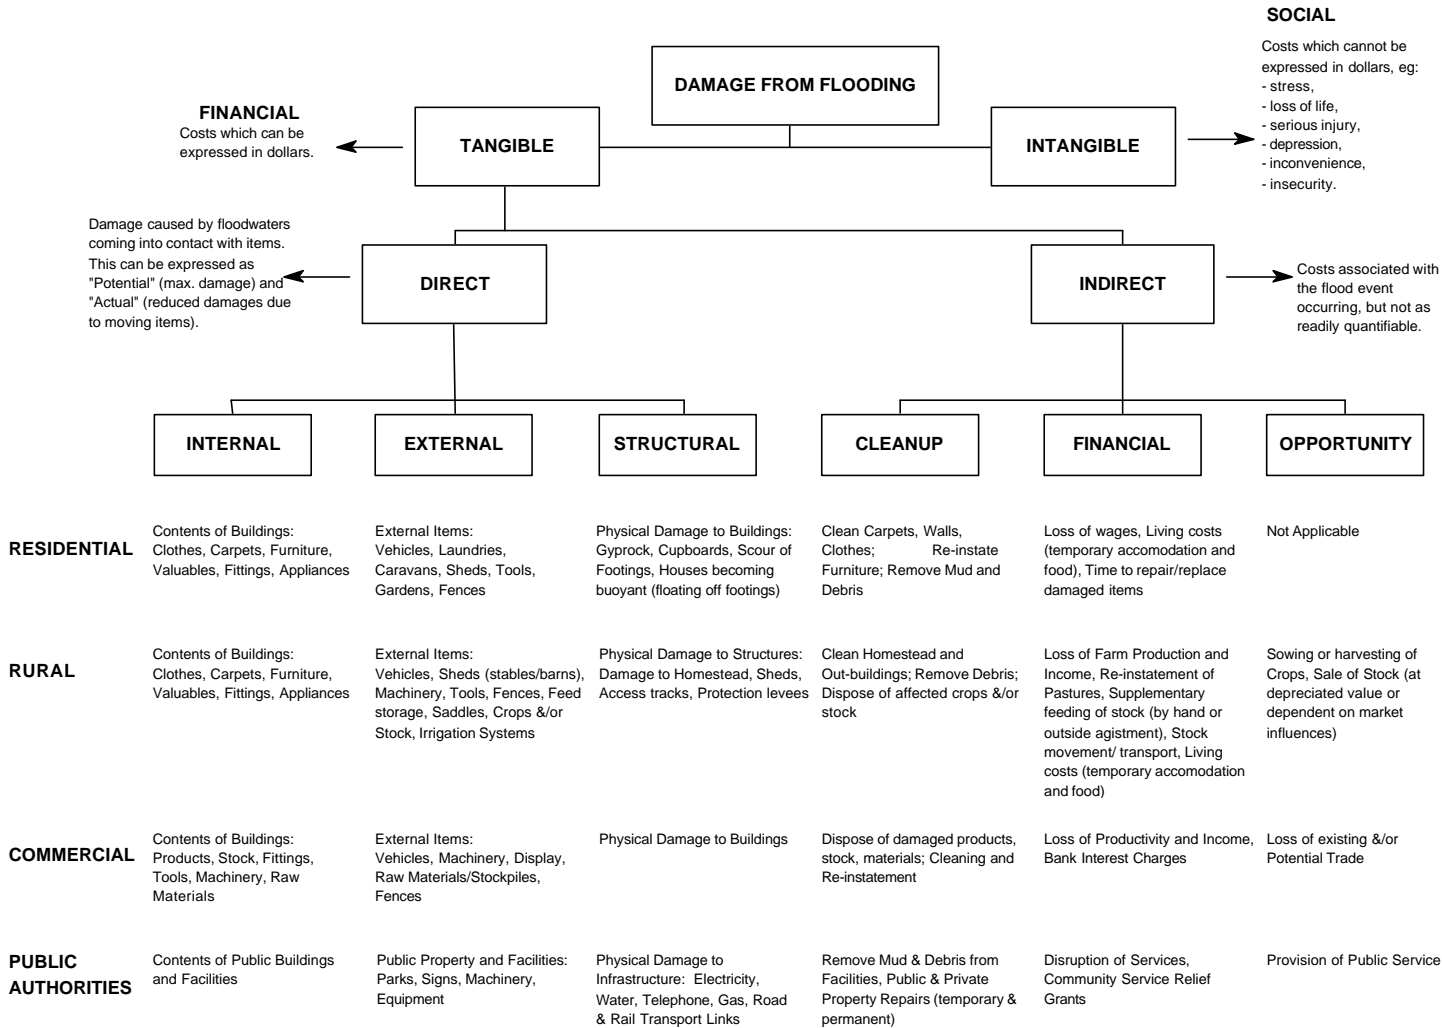 SOCIAL
Costs which cannot be
expressed in dollars, eg:
- stress,
- loss of life,
- serious injury,
- depression,
- inconvenience,
- insecurity.
DAMAGE FROM FLOODING
FINANCIAL
Costs which can be
expressed in dollars.
TANGIBLE
INTANGIBLE
Damage caused by floodwaters
coming into contact with items.
This can be expressed as
"Potential" (max. damage) and
"Actual" (reduced damages due
to moving items).
DIRECT
INDIRECT
Costs associated with
the flood event
occurring, but not as
readily quantifiable.
INTERNAL
EXTERNAL
STRUCTURAL
CLEANUP
FINANCIAL
OPPORTUNITY
RESIDENTIAL
Contents of Buildings:
Clothes, Carpets, Furniture,
Valuables, Fittings, Appliances
External Items:
Vehicles, Laundries,
Caravans, Sheds, Tools,
Gardens, Fences
Physical Damage to Buildings:
Gyprock, Cupboards, Scour of
Footings, Houses becoming
buoyant (floating off footings)
Clean Carpets, Walls,
Clothes; Re-instate
Furniture; Remove Mud and
Debris
Loss of wages, Living costs
(temporary accomodation and
food), Time to repair/replace
damaged items
Not Applicable
RURAL
Contents of Buildings:
Clothes, Carpets, Furniture,
Valuables, Fittings, Appliances
External Items:
Vehicles, Sheds (stables/barns),
Machinery, Tools, Fences, Feed
storage, Saddles, Crops &/or
Stock, Irrigation Systems
Physical Damage to Structures:
Damage to Homestead, Sheds,
Access tracks, Protection levees
Clean Homestead and
Out-buildings; Remove Debris;
Dispose of affected crops &/or
stock
Loss of Farm Production and
Income, Re-instatement of
Pastures, Supplementary
feeding of stock (by hand or
outside agistment), Stock
movement/ transport, Living
costs (temporary accomodation
and food)
Sowing or harvesting of
Crops, Sale of Stock (at
depreciated value or
dependent on market
influences)
COMMERCIAL
Contents of Buildings:
Products, Stock, Fittings,
Tools, Machinery, Raw
Materials
External Items:
Vehicles, Machinery, Display,
Raw Materials/Stockpiles,
Fences
Physical Damage to Buildings
Dispose of damaged products,
stock, materials; Cleaning and
Re-instatement
Loss of Productivity and Income,
Bank Interest Charges
Loss of existing &/or
Potential Trade
PUBLIC
AUTHORITIES
Contents of Public Buildings
and Facilities
Public Property and Facilities:
Parks, Signs, Machinery,
Equipment
Physical Damage to
Infrastructure: Electricity,
Water, Telephone, Gas, Road
& Rail Transport Links
Remove Mud & Debris from
Facilities, Public & Private
Property Repairs (temporary &
permanent)
Disruption of Services,
Community Service Relief
Grants
Provision of Public Service